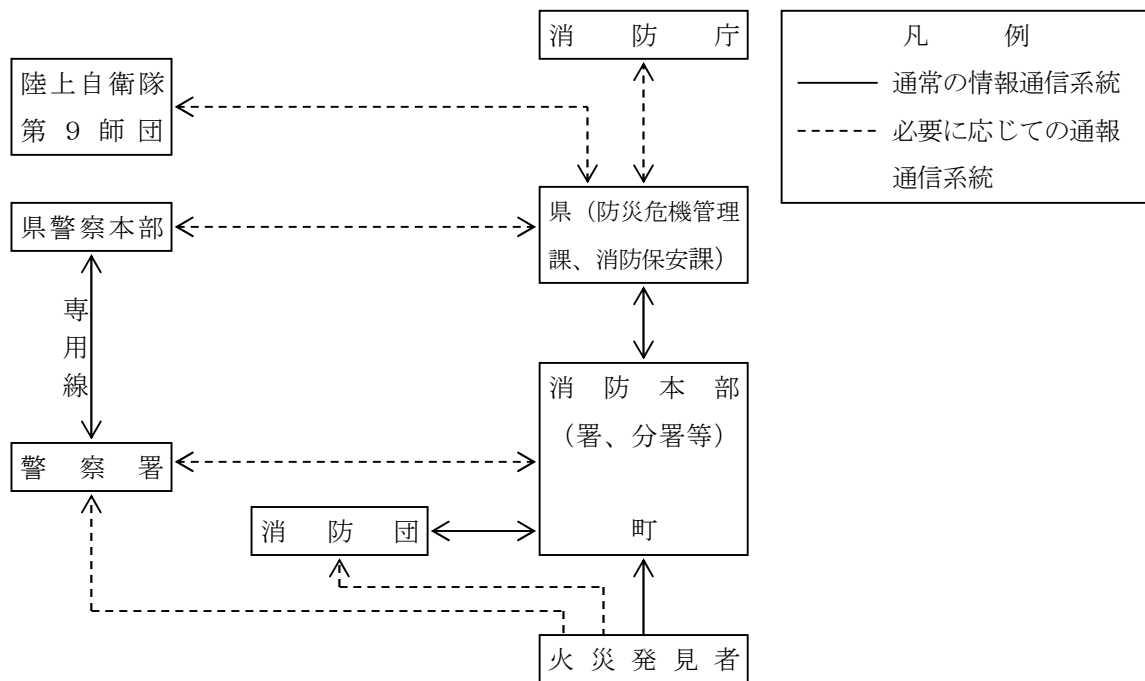 消防庁
凡例
通常の情報通信系統
必要に応じての通報
通信系統
陸上自衛隊
第9師団
県警察本部
県（防災危機管理
課、消防保安課）
専用線
消防本部
（署、分署等）
町
警察署
消防団
火災発見者